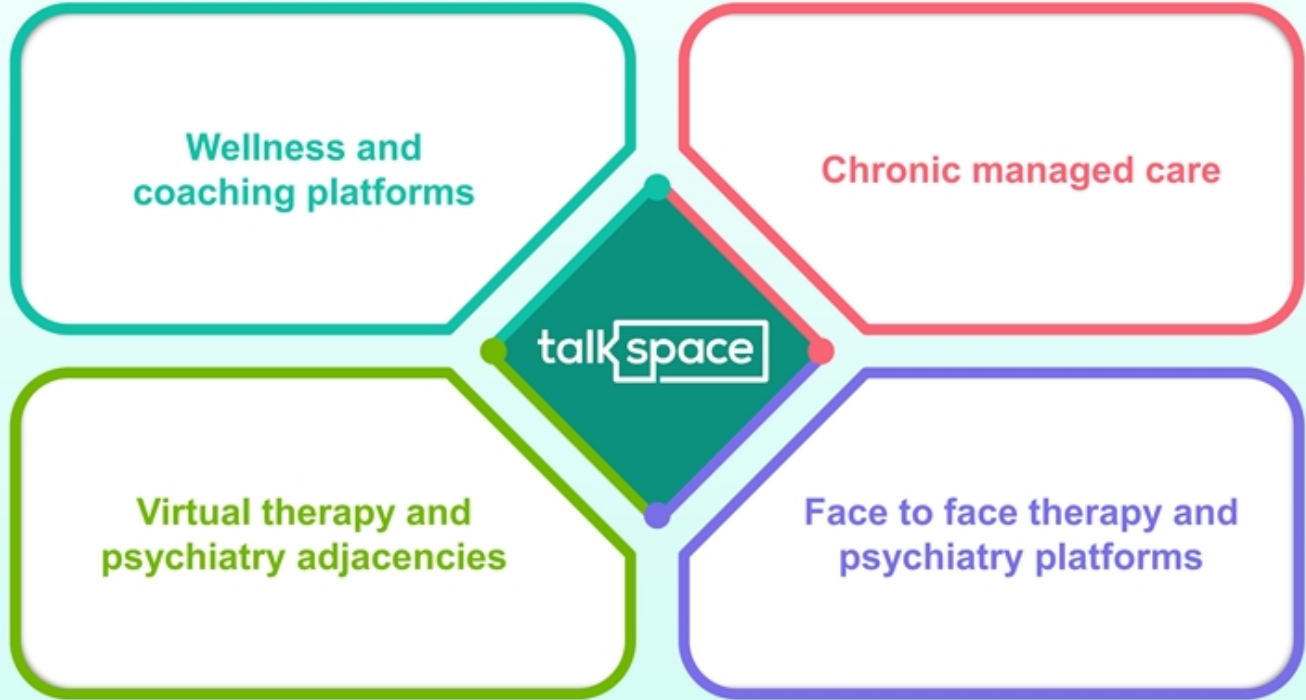 Wellness and
coaching platforms
Chronic managed care
talkspace
Virtual therapy and
psychiatry adjacencies
Face to face therapy and
psychiatry platforms